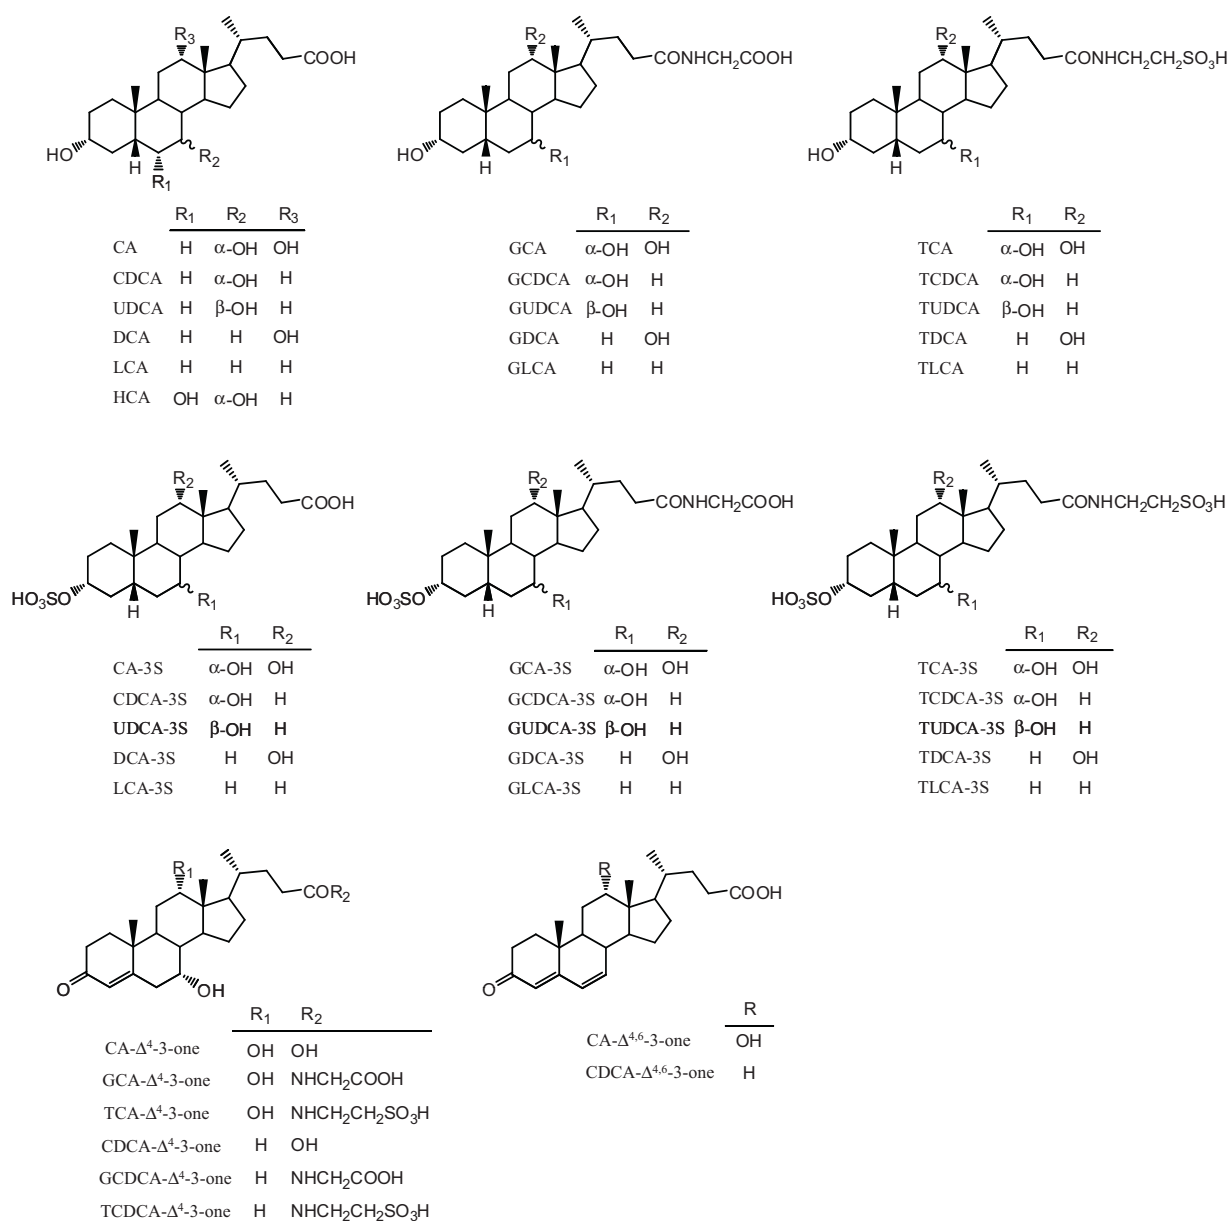 R3 COOH
HO H R1 R2
R1 R2 R3
CA H α-OH OH
CDCA H α-OH H
UDCA H β-OH H
DCA H H OH
LCA H H H
HCA OH α-OH H
R2 CONHCH2COOH
HO H R1
R1 R2
GCA α-OH OH
GCDCA α-OH H
GUDCA β-OH H
GDCA H OH
GLCA H H
R2 CONHCH2CH2SO3H
HO H R1
R1 R2
TCA α-OH OH
TCDCA α-OH H
TUDCA β-OH H
TDCA H OH
TLCA H H
R2 COOH
HO3SO H R1
R1 R2
CA-3S α-OH OH
CDCA-3S α-OH H
UDCA-3S β-OH H
DCA-3S H OH
LCA-3S H H
R2 CONHCH2COOH
HO3SO H R1
R1 R2
GCA-3S α-OH OH
GCDCA-3S α-OH H
GUDCA-3S β-OH H
GDCA-3S H OH
GLCA-3S H H
R2 CONHCH2CH2SO3H
HO3SO H R1
R1 R2
TCA-3S α-OH OH
TCDCA-3S α-OH H
TUDCA-3S β-OH H
TDCA-3S H OH
TLCA-3S H H
R1 COR2
O OH
R1 R2
CA-Δ4-3-one OH OH
GCA-Δ4-3-one OH NHCH2COOH
TCA-Δ4-3-one OH NHCH2CH2SO3H
CDCA-Δ4-3-one H OH
GCDCA-Δ4-3-one H NHCH2COOH
TCDCA-Δ4-3-one H NHCH2CH2SO3H
R COOH
O
R
CA-Δ4,6-3-one OH
CDCA-Δ4,6-3-one H